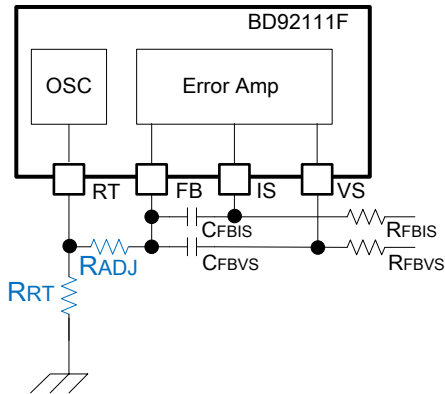 BD92111F
OSC
Error Amp
RT
FB
IS
VS
CFBIS
RFBIS
RADJ
CFBVS
RFBVS
RRT